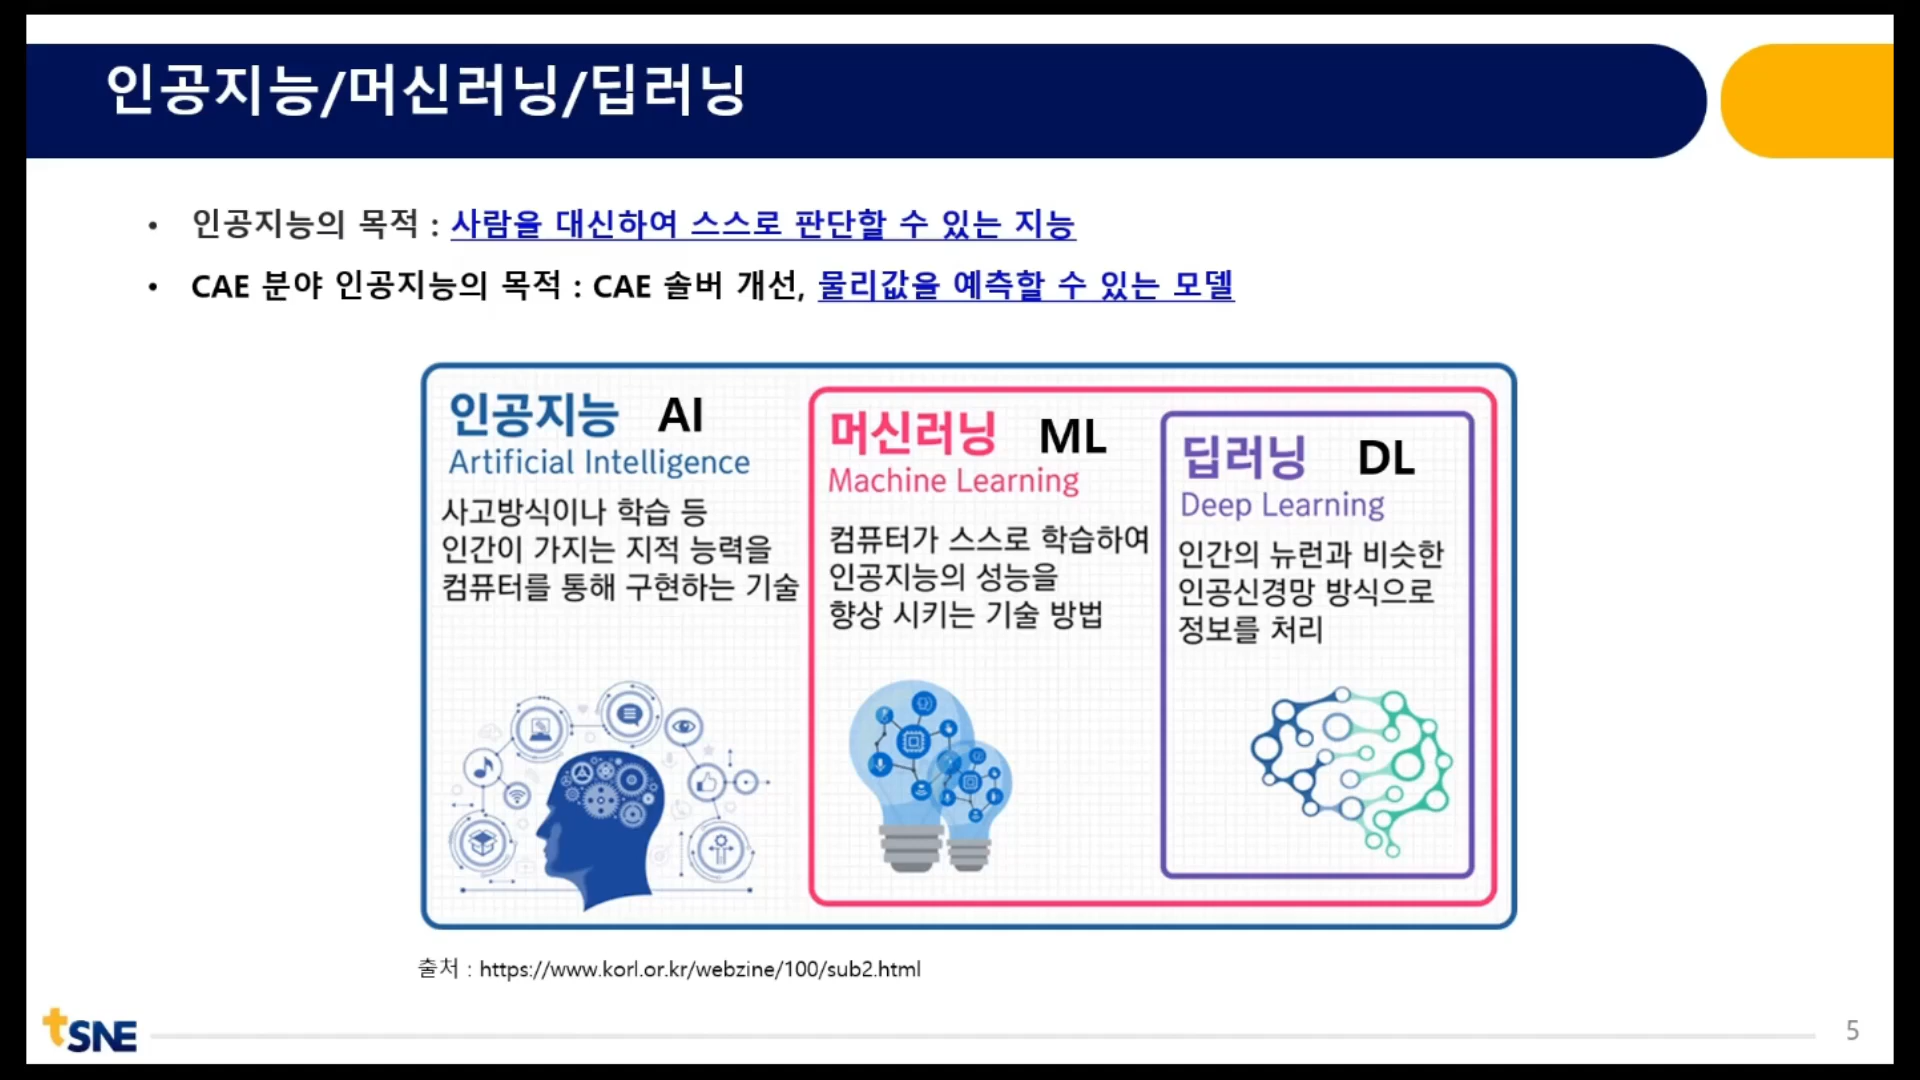 인공지능/머신러닝/딥러닝
• 인공지능의 목적 : 사람을 대신하여 스스로 판단할 수 있는 지능
• CAE 분야 인공지능의 목적 : CAE 솔버 개선, 물리값을 예측할 수 있는 모델
인공지능 AI
Artificial Intelligence
사고방식이나 학습 등
인간이 가지는 지적 능력을
컴퓨터를 통해 구현하는 기술
머신러닝 ML
Machine Learning
컴퓨터가 스스로 학습하여
인공지능의 성능을
향상 시키는 기술 방법
딥러닝 DL
Deep Learning
인간의 뉴런과 비슷한
인공신경망 방식으로
정보를 처리
출처 : https://www.korl.or.kr/webzine/100/sub2.html
tSNE
5